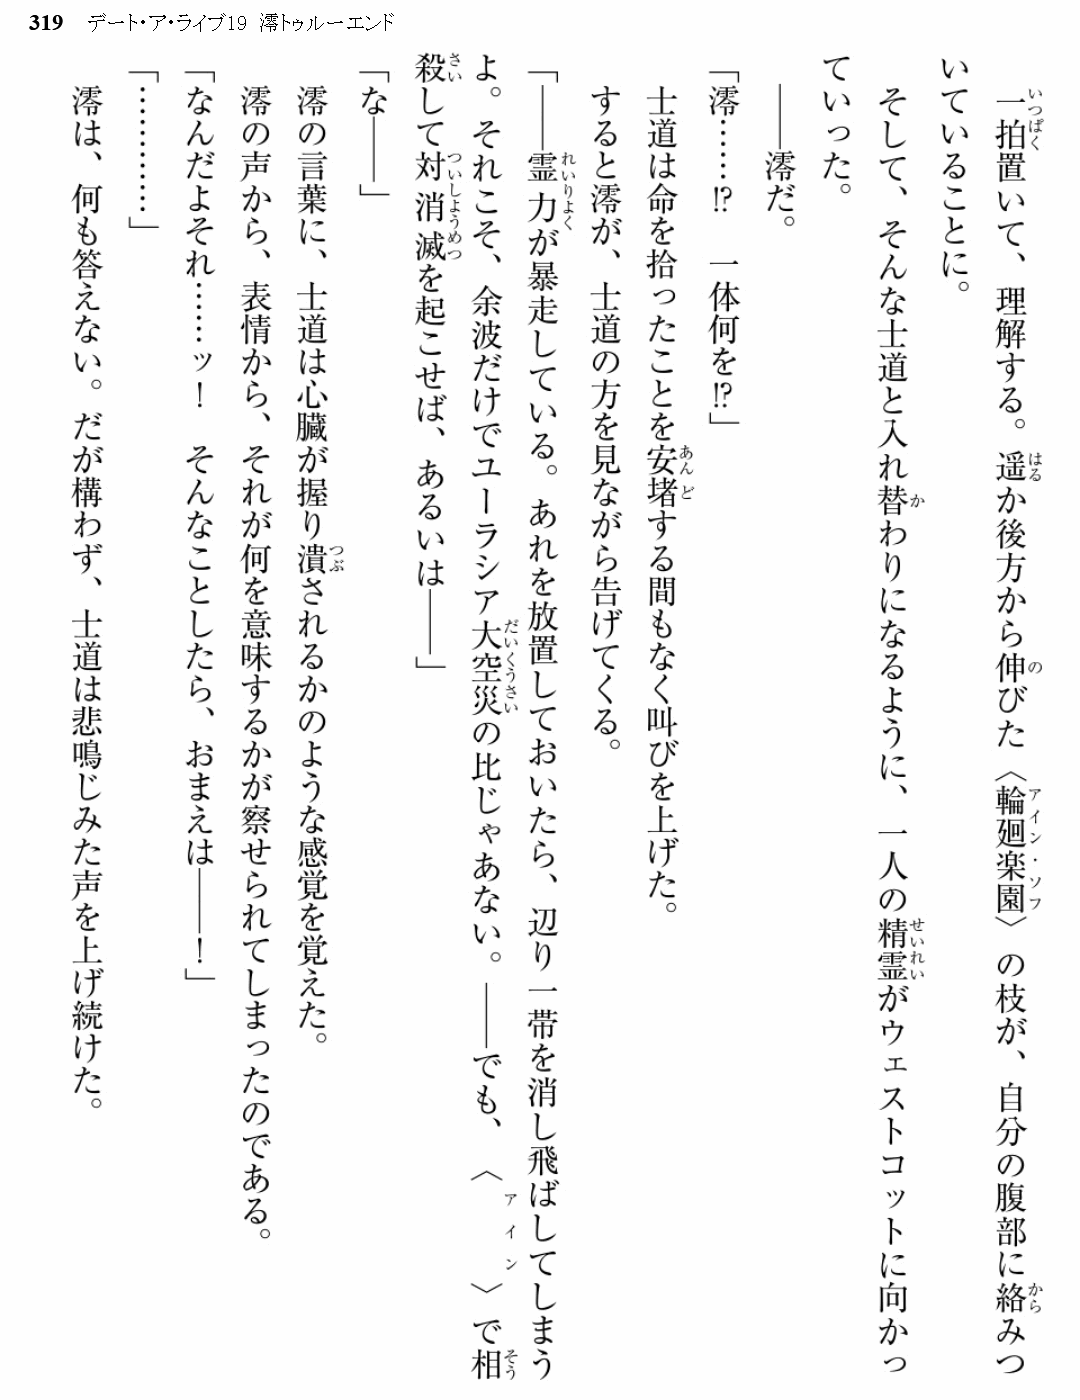 319 デート・ア・ライブ19 澪トゥルーエンド
一拍置いて、理解する。遥か後方から伸びた〈輪廻楽園〉の枝が、自分の腹部に絡みつ
いていることに。
そして、そんな士道と入れ替わりになるように、一人の精霊がウェストコットに向かっ
ていった。
――澪だ。
「澪……!?　一体何を!?」
士道は命を拾ったことを安堵する間もなく叫びを上げた。
すると澪が、士道の方を見ながら告げてくる。
「――霊力が暴走している。あれを放置しておいたら、辺り一帯を消し飛ばしてしまう
よ。それこそ、余波だけでユーラシア大空災の比じゃあない。――でも、〈アイン〉で相
殺して対消滅を起こせば、あるいは――」
「な――」
澪の言葉に、士道は心臓が握り潰されるかのような感覚を覚えた。
澪の声から、表情から、それが何を意味するかが察せられてしまったのである。
「なんだよそれ……ッ！　そんなことしたら、おまえは――！」
「…………」
澪は、何も答えない。だが構わず、士道は悲鳴じみた声を上げ続けた。